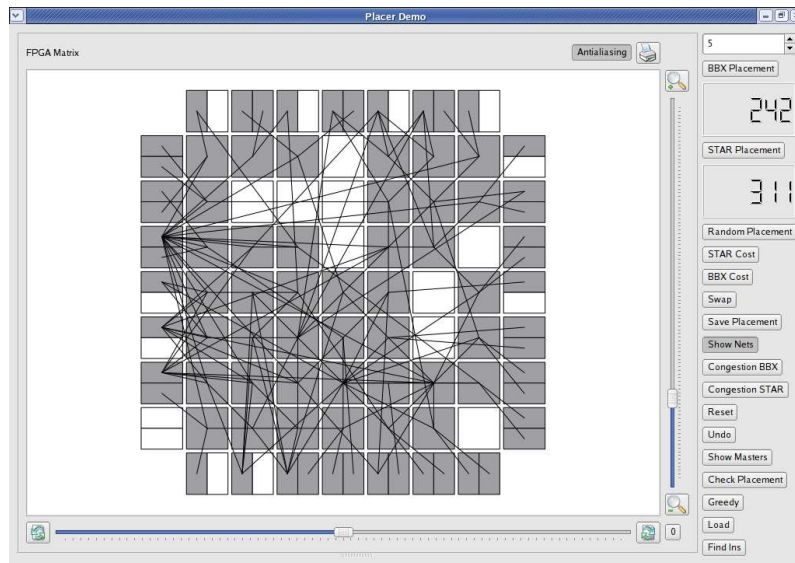 Placer Demo
FPGA Matrix
Antialiasing
5
BBX Placement
242
STAR Placement
311
Random Placement
STAR Cost
BBX Cost
Swap
Save Placement
Show Nets
Congestion BBX
Congestion STAR
Reset
Undo
Show Masters
Check Placement
Greedy
Load
0
Find Ins